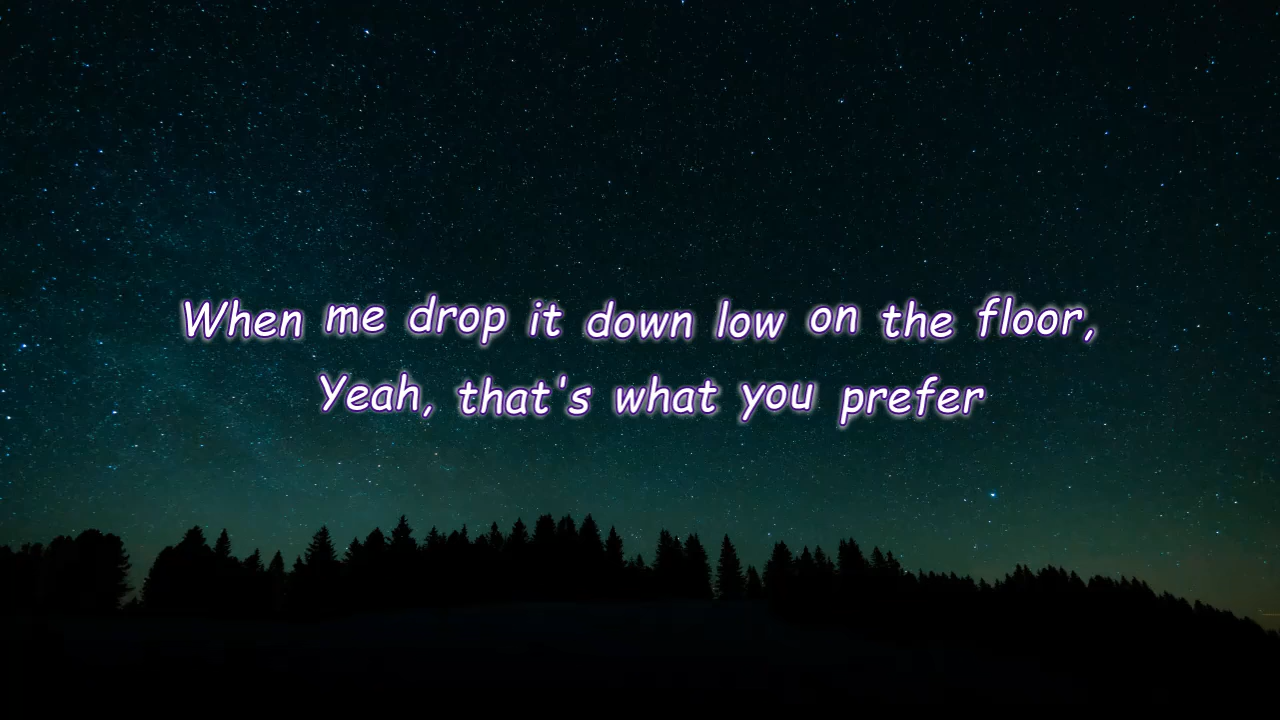 When me drop it down low on the floor,
Yeah, that's what you prefer